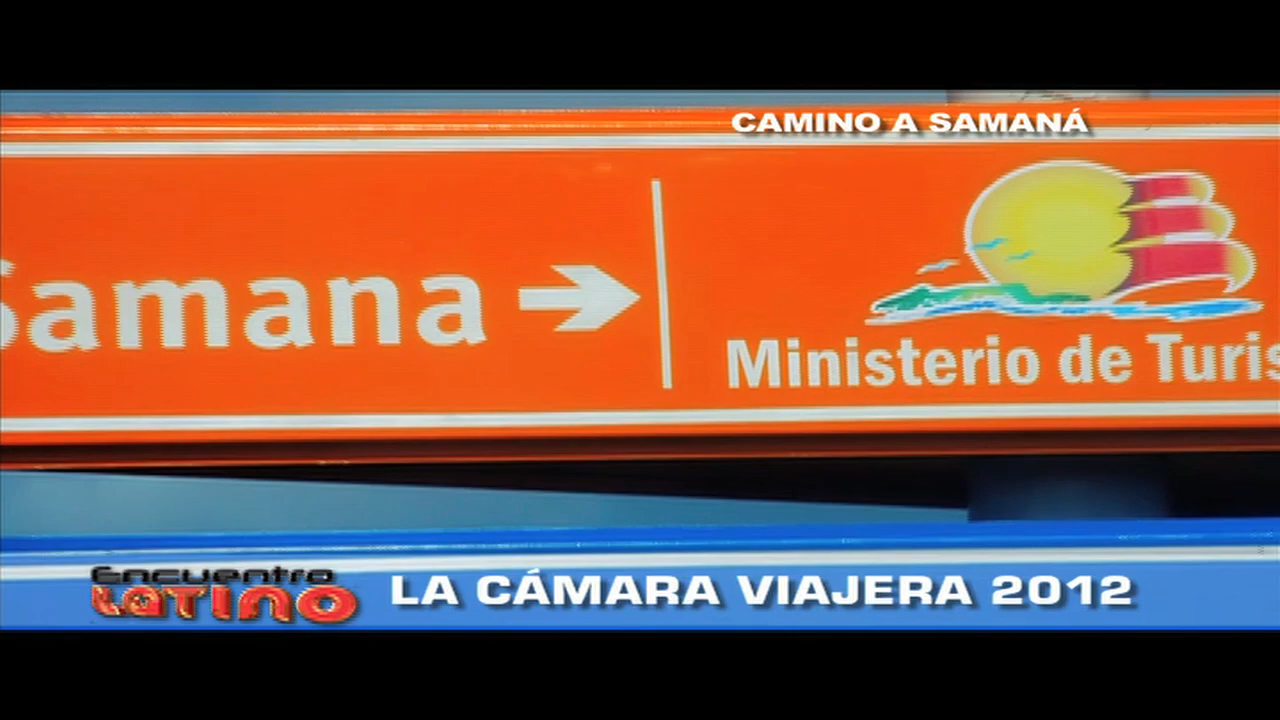 CAMINO A SAMANÁ
Samana
Ministerio de Turis
Encuentro
LATINO
LA CÁMARA VIAJERA 2012